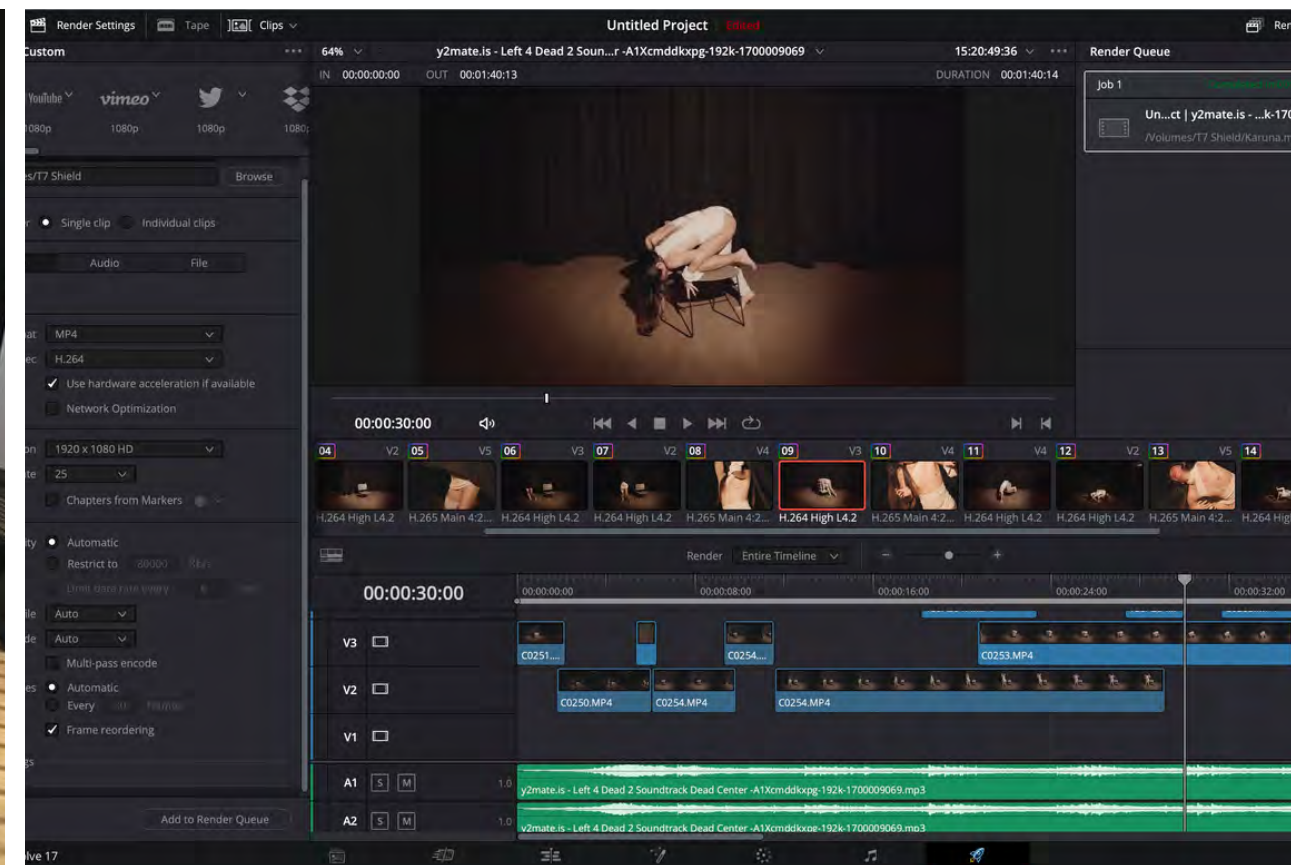 Render Settings Tape Clips Untitled Project Edited
Custom 64% y2mate.is - Left 4 Dead 2 Soun...r -A1Xcmddkxpg-192k-1700009069 15:20:49:36 Render Queue
IN 00:00:00:00 OUT 00:01:40:13 DURATION 00:01:40:14
Job 1
YouTube vimeo
Un...ct | y2mate.is - ...k-170
1080p 1080p 1080p 1080p
/Volumes/T7 Shield/Karuna.m
es/T7 Shield Browse
Single clip Individual clips
Audio File
MP4
H.264
Use hardware acceleration if available
Network Optimization
00:00:30:00
1920 x 1080 HD
25
04 V2 05 V5 06 V3 07 V2 08 V4 09 V3 10 V4 11 V4 12 V2 13 V5 14
Chapters from Markers
H.264 High L4.2 H.265 Main 4:2... H.264 High L4.2 H.264 High L4.2 H.265 Main 4:2... H.264 High L4.2 H.265 Main 4:2... H.264 High L4.2 H.264 High L4.2 H.265 Main 4:2... H.264 Hig
Automatic
Restrict to 80000
Render Entire Timeline
Limit data rate every
00:00:30:00 00:00:00:00 00:00:08:00 00:00:16:00 00:00:24:00 00:00:32:00
Auto
Auto
V3 C0251.... C0254.... C0253.MP4
Multi-pass encode
Automatic
V2 C0250.MP4 C0254.MP4 C0254.MP4
Every
Frame reordering
V1
A1 S M 1.0 y2mate.is - Left 4 Dead 2 Soundtrack Dead Center -A1Xcmddkxpg-192k-1700009069.mp3
Add to Render Queue
A2 S M 1.0 y2mate.is - Left 4 Dead 2 Soundtrack Dead Center -A1Xcmddkxpg-192k-1700009069.mp3
lve 17